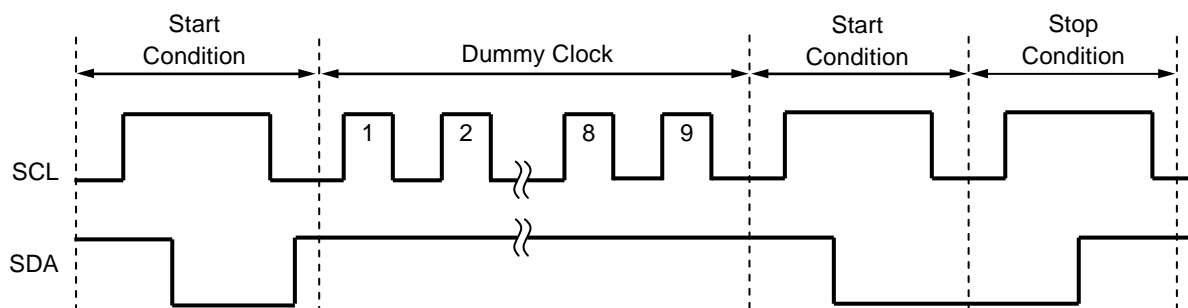 Start
Condition
Dummy Clock
Start
Condition
Stop
Condition
1
2
8
9
SCL
SDA